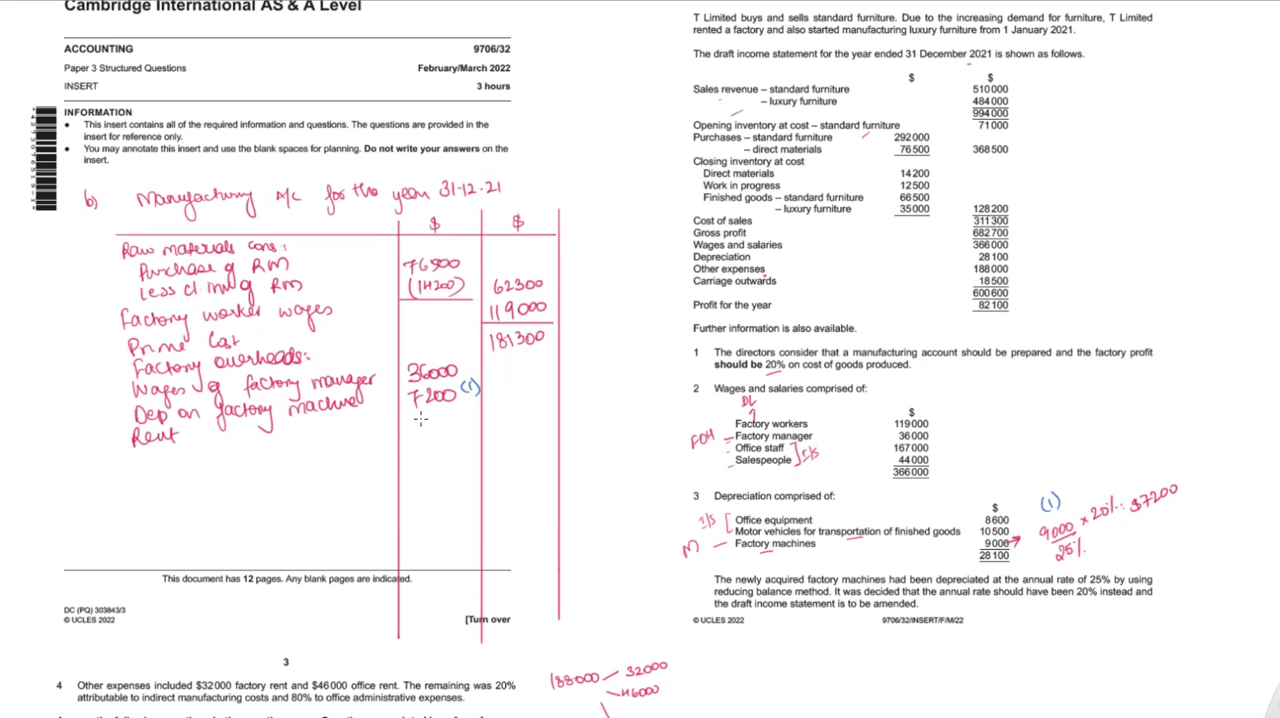 Cambridge International AS & A Level
ACCOUNTING 9706/32
Paper 3 Structured Questions February/March 2022
INSERT 3 hours
INFORMATION
• This insert contains all of the required information and questions. The questions are provided in the
insert for reference only.
• You may annotate this insert and use the blank spaces for planning. Do not write your answers on the
insert.
b) Manufacturing A/C for the year 31-12-21
$ $
Raw materials cons:
Purchase of RM 76500
Less cl. inv of RM (14200) 62300
Factory worker wages 119000
Prime Cost 181300
Factory overheads:
Wages of factory manager 36000
Dep on factory machine 7200 (1)
Rent
This document has 12 pages. Any blank pages are indicated.
DC (PQ) 303843/3
© UCLES 2022 [Turn over
3
4 Other expenses included $32000 factory rent and $46000 office rent. The remaining was 20%
attributable to indirect manufacturing costs and 80% to office administrative expenses.
188000 – 32000
46000
T Limited buys and sells standard furniture. Due to the increasing demand for furniture, T Limited
rented a factory and also started manufacturing luxury furniture from 1 January 2021.
The draft income statement for the year ended 31 December 2021 is shown as follows.
$ $
Sales revenue – standard furniture 510000
– luxury furniture 484000
994000
Opening inventory at cost – standard furniture 71000
Purchases – standard furniture 292000
– direct materials 76500 368500
Closing inventory at cost
Direct materials 14200
Work in progress 12500
Finished goods – standard furniture 66500
– luxury furniture 35000 128200
Cost of sales 311300
Gross profit 682700
Wages and salaries 366000
Depreciation 28100
Other expenses 188000
Carriage outwards 18500
600600
Profit for the year 82100
Further information is also available.
1 The directors consider that a manufacturing account should be prepared and the factory profit
should be 20% on cost of goods produced.
2 Wages and salaries comprised of:
DL
$
Factory workers 119000
FOH Factory manager 36000
Office staff 167000
I/S
Salespeople 44000
366000
3 Depreciation comprised of:
(1)
$
I/S Office equipment 8600
Motor vehicles for transportation of finished goods 10500
M – Factory machines 9000
28100
9000 × 20% : $7200
25%
The newly acquired factory machines had been depreciated at the annual rate of 25% by using
reducing balance method. It was decided that the annual rate should have been 20% instead and
the draft income statement is to be amended.
© UCLES 2022 9706/32/INSERT/F/M/22